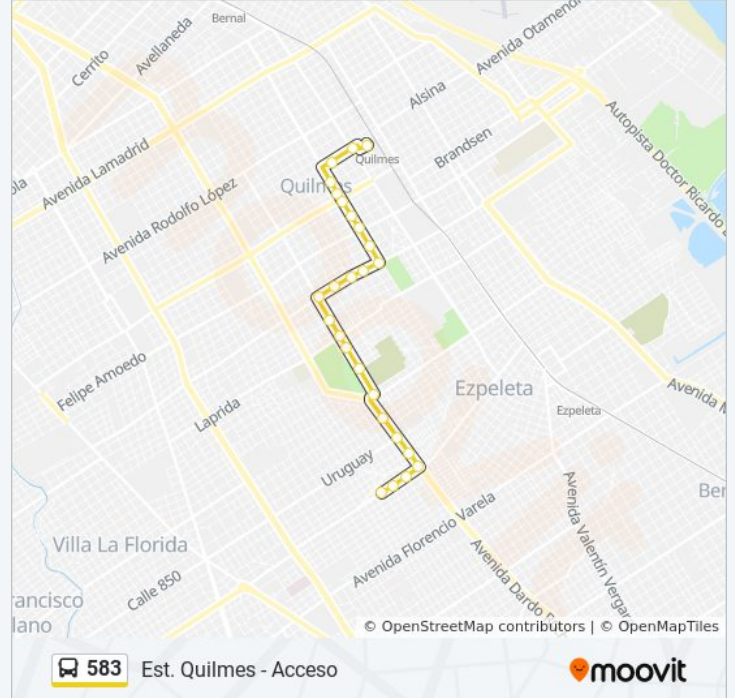 Bernal
Avenida Otamendi
Avellaneda
Cerrito
Alsina
Autopista Doctor Ricardo
Brandsen
Avenida Lamadrid
Quilmes
ola
Quilmes
Avenida Rodolfo López
Felipe Amoedo
Ezpeleta
Avenida M
Ezpeleta
Laprida
Uruguay
Ber
Avenida Florencio Varela
Avenida Valentín Vergar
Villa La Florida
Avenida Dardo
Calle 850
rancisco
lano
© OpenStreetMap contributors | © OpenMapTiles
583 Est. Quilmes - Acceso
moovit